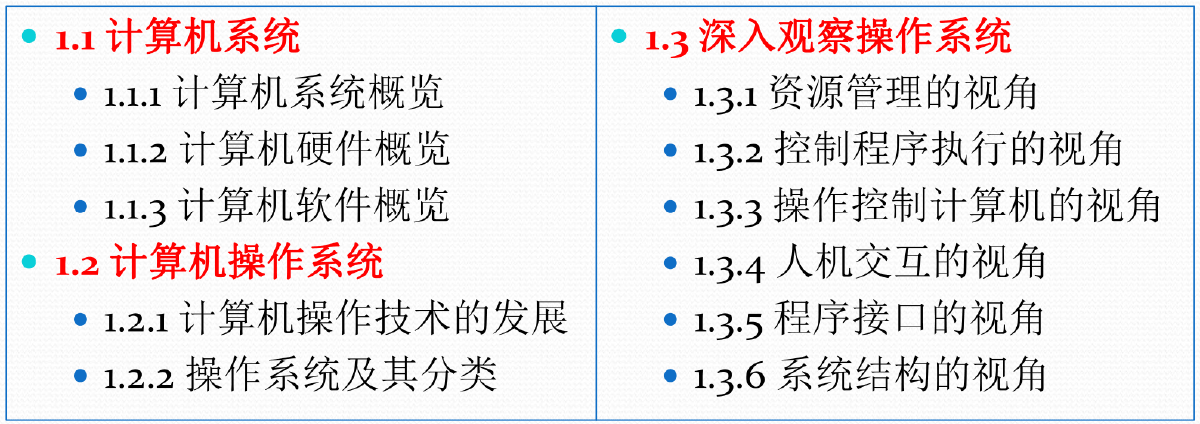 1.1 计算机系统
1.1.1 计算机系统概览
1.1.2 计算机硬件概览
1.1.3 计算机软件概览
1.2 计算机操作系统
1.2.1 计算机操作技术的发展
1.2.2 操作系统及其分类
1.3 深入观察操作系统
1.3.1 资源管理的视角
1.3.2 控制程序执行的视角
1.3.3 操作控制计算机的视角
1.3.4 人机交互的视角
1.3.5 程序接口的视角
1.3.6 系统结构的视角